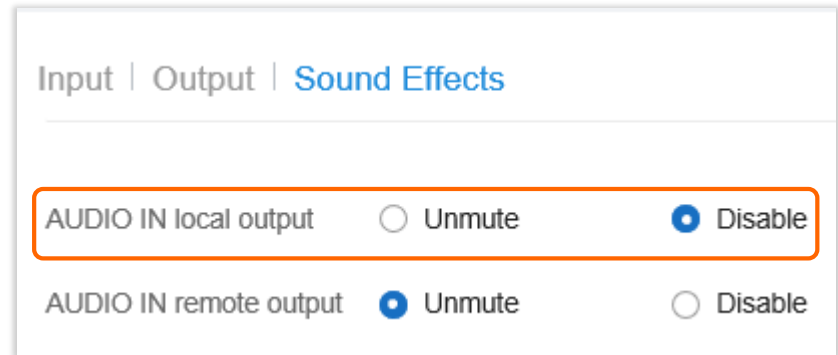 Input | Output | Sound Effects
AUDIO IN local output Unmute Disable
AUDIO IN remote output Unmute Disable